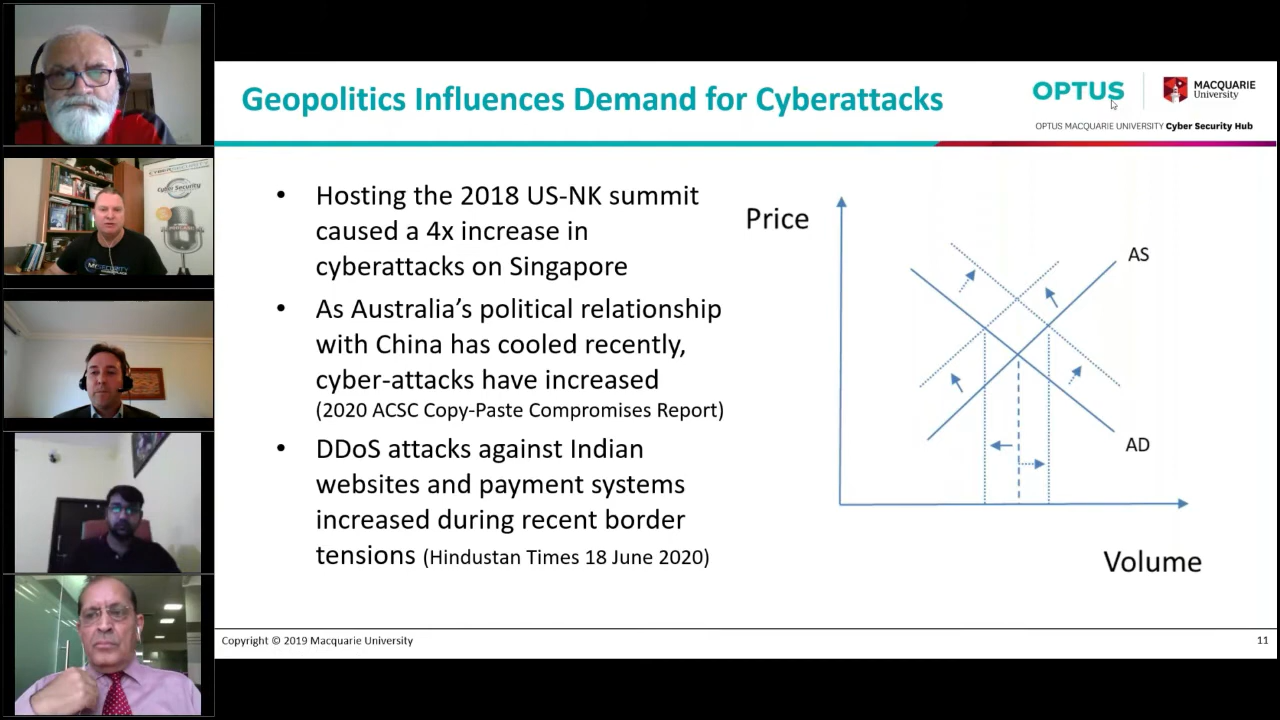 Geopolitics Influences Demand for Cyberattacks
OPTUS
MACQUARIE
University
OPTUS MACQUARIE UNIVERSITY Cyber Security Hub
• Hosting the 2018 US-NK summit
caused a 4x increase in
cyberattacks on Singapore
• As Australia’s political relationship
with China has cooled recently,
cyber-attacks have increased
(2020 ACSC Copy-Paste Compromises Report)
• DDoS attacks against Indian
websites and payment systems
increased during recent border
tensions (Hindustan Times 18 June 2020)
Price
AS
AD
Volume
Copyright © 2019 Macquarie University
11
Cyber Security